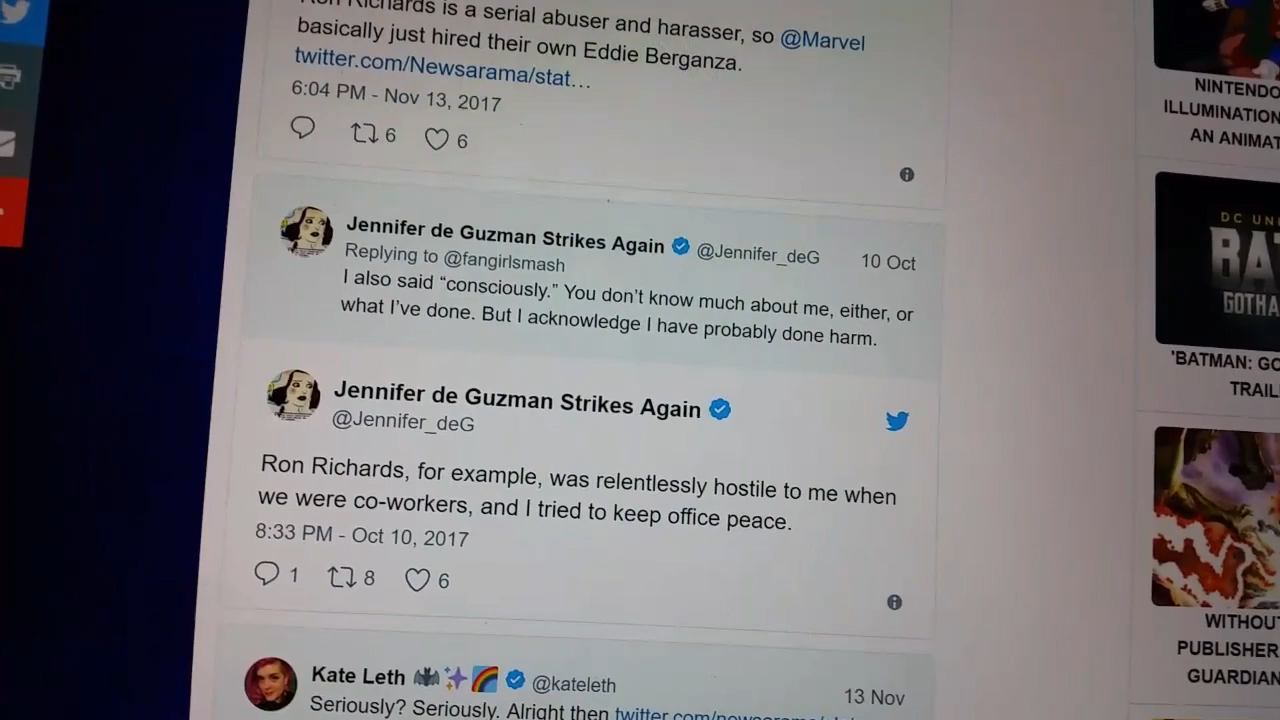 Richards is a serial abuser and harasser, so @Marvel
basically just hired their own Eddie Berganza.
twitter.com/Newsarama/stat…
6:04 PM - Nov 13, 2017
6 6
Jennifer de Guzman Strikes Again @Jennifer_deG 10 Oct
Replying to @fangirlsmash
I also said “consciously.” You don’t know much about me, either, or
what I’ve done. But I acknowledge I have probably done harm.
Jennifer de Guzman Strikes Again
@Jennifer_deG
Ron Richards, for example, was relentlessly hostile to me when
we were co-workers, and I tried to keep office peace.
8:33 PM - Oct 10, 2017
1 8 6
Kate Leth @kateleth 13 Nov
Seriously? Seriously. Alright then
NINTENDO
ILLUMINATION
AN ANIMAT
DC UN
BA
GOTHA
'BATMAN: GO
TRAIL
WITHOUT
PUBLISHER
GUARDIAN